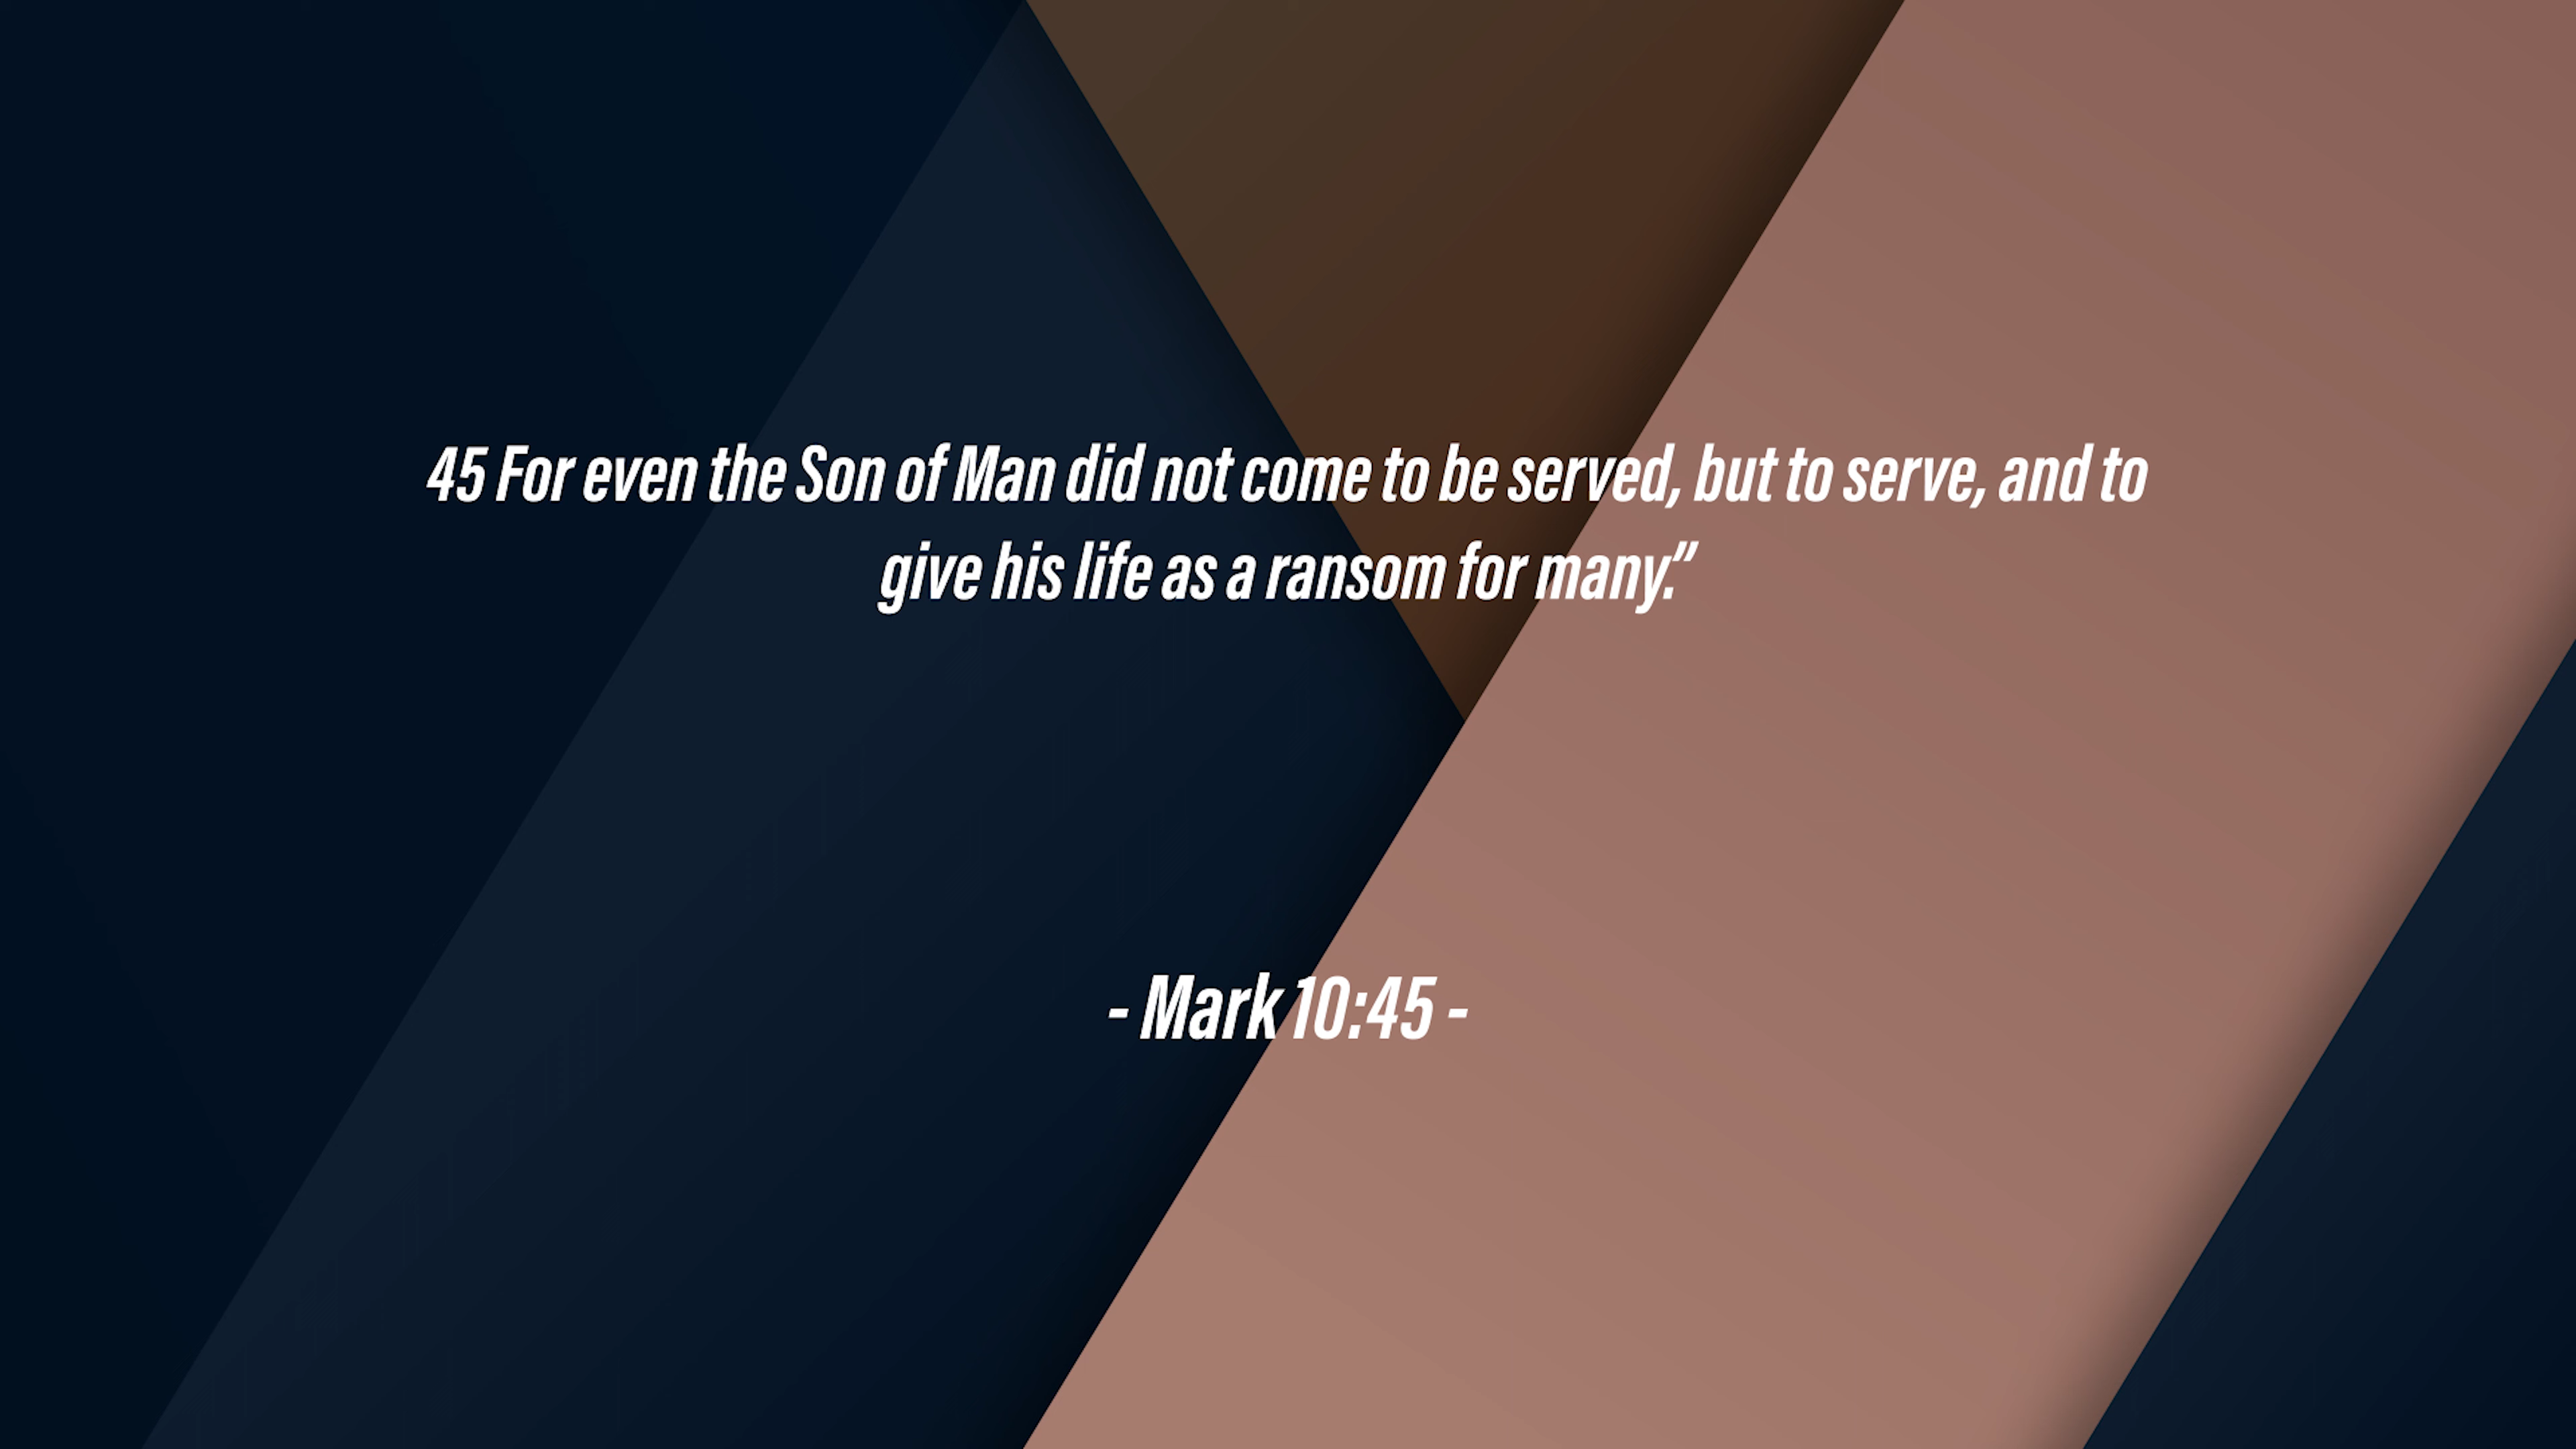 45 For even the Son of Man did not come to be served, but to serve, and to
give his life as a ransom for many.”
- Mark 10:45 -